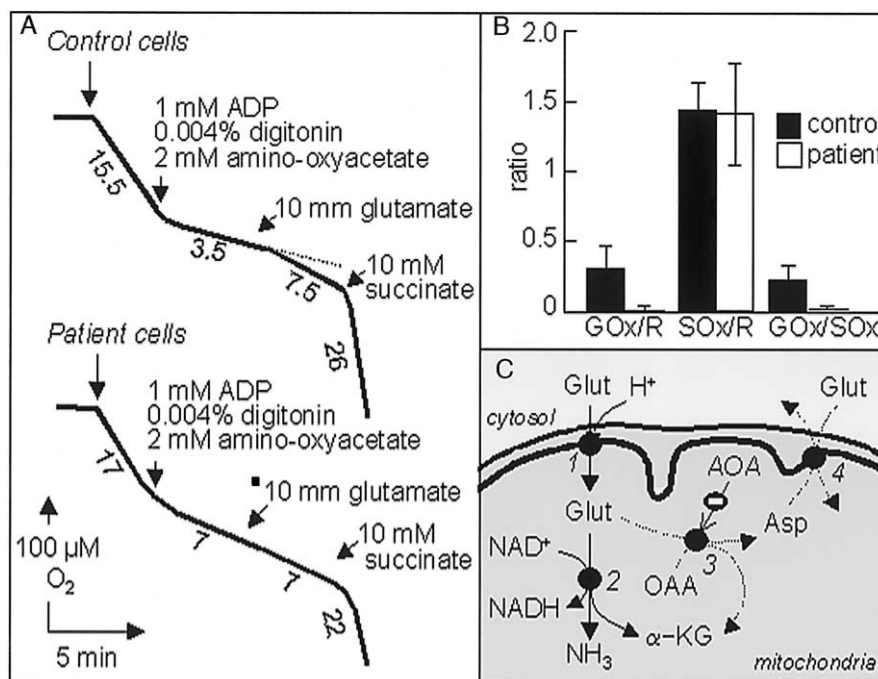 A
Control cells
1 mM ADP
0.004% digitonin
2 mM amino-oxyacetate
15.5
10 mm glutamate
3.5
7.5
10 mM
succinate
26
Patient cells
1 mM ADP
0.004% digitonin
2 mM amino-oxyacetate
17
10 mm glutamate
7
7
10 mM
succinate
22
100 µM
O2
5 min
B
2.0
1.5
1.0
0.5
0
ratio
contro
patien
GOx/R SOx/R GOx/SOx
C
Glut H+ Glut
cytosol
1 AOA 4
Glut Asp
NAD+ 3
2 OAA
NADH α-KG
NH3 mitochondria